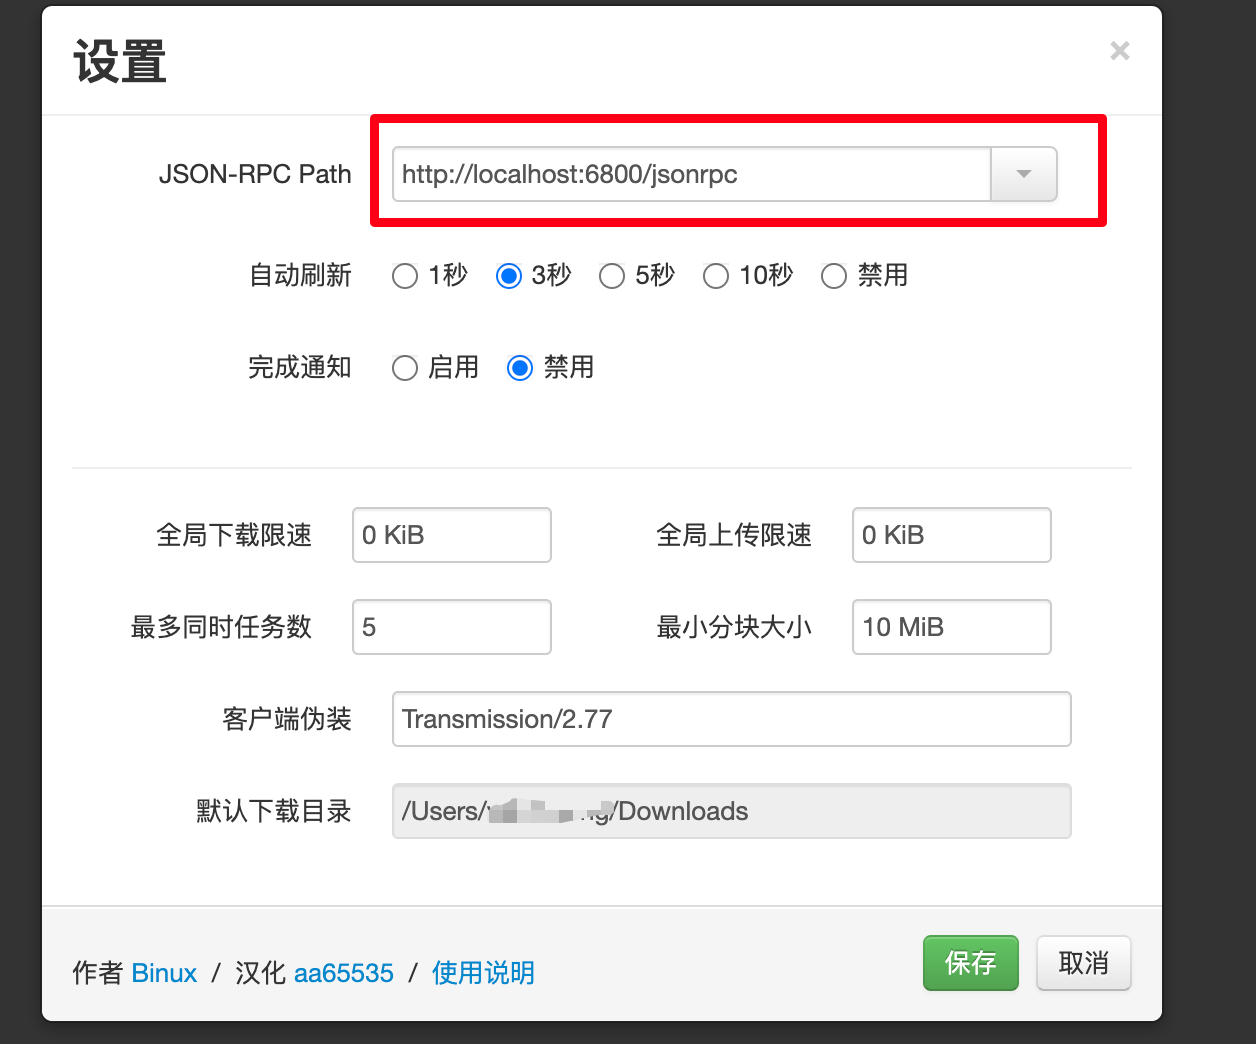 设置
×
JSON-RPC Path http://localhost:6800/jsonrpc
自动刷新 1秒 3秒 5秒 10秒 禁用
完成通知 启用 禁用
全局下载限速 0 KiB 全局上传限速 0 KiB
最多同时任务数 5 最小分块大小 10 MiB
客户端伪装 Transmission/2.77
默认下载目录 /Users/ /Downloads
作者 Binux / 汉化 aa65535 / 使用说明 保存 取消